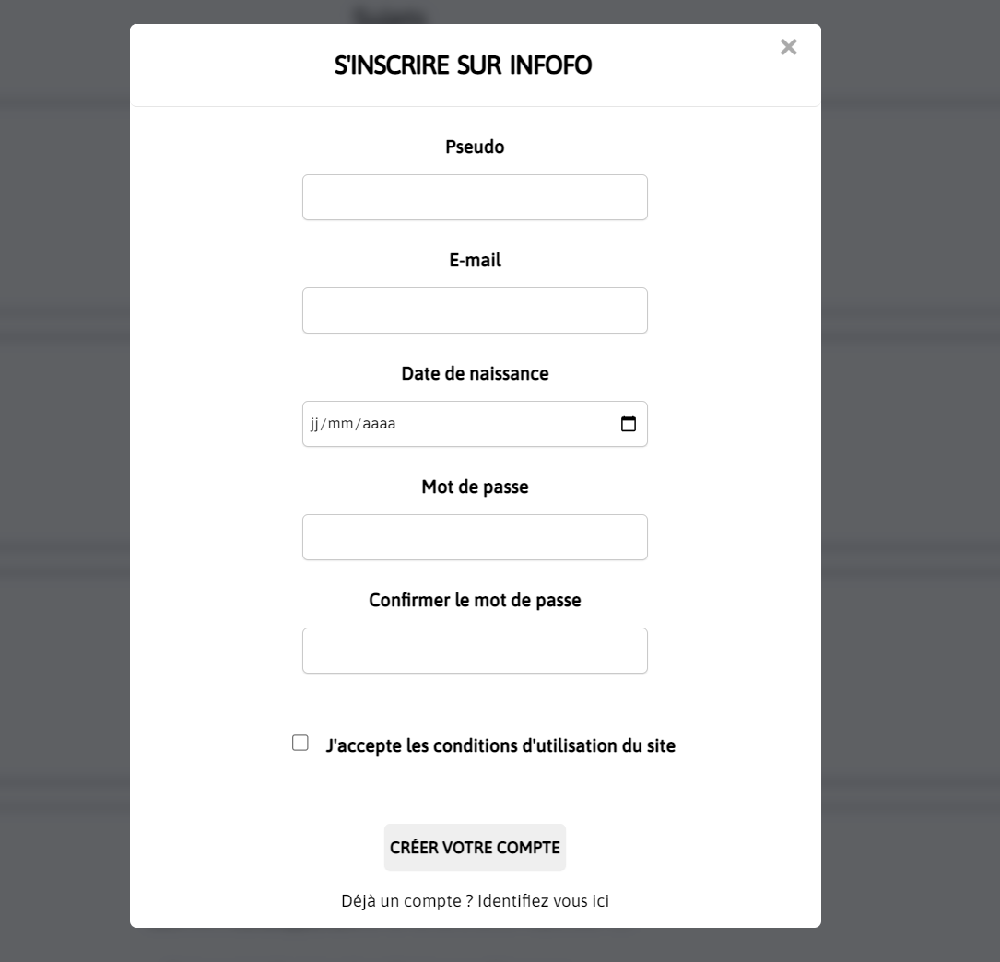 S'INSCRIRE SUR INFOFO
×
Pseudo
E-mail
Date de naissance
jj/mm/aaaa
Mot de passe
Confirmer le mot de passe
J'accepte les conditions d'utilisation du site
CRÉER VOTRE COMPTE
Déjà un compte ? Identifiez vous ici